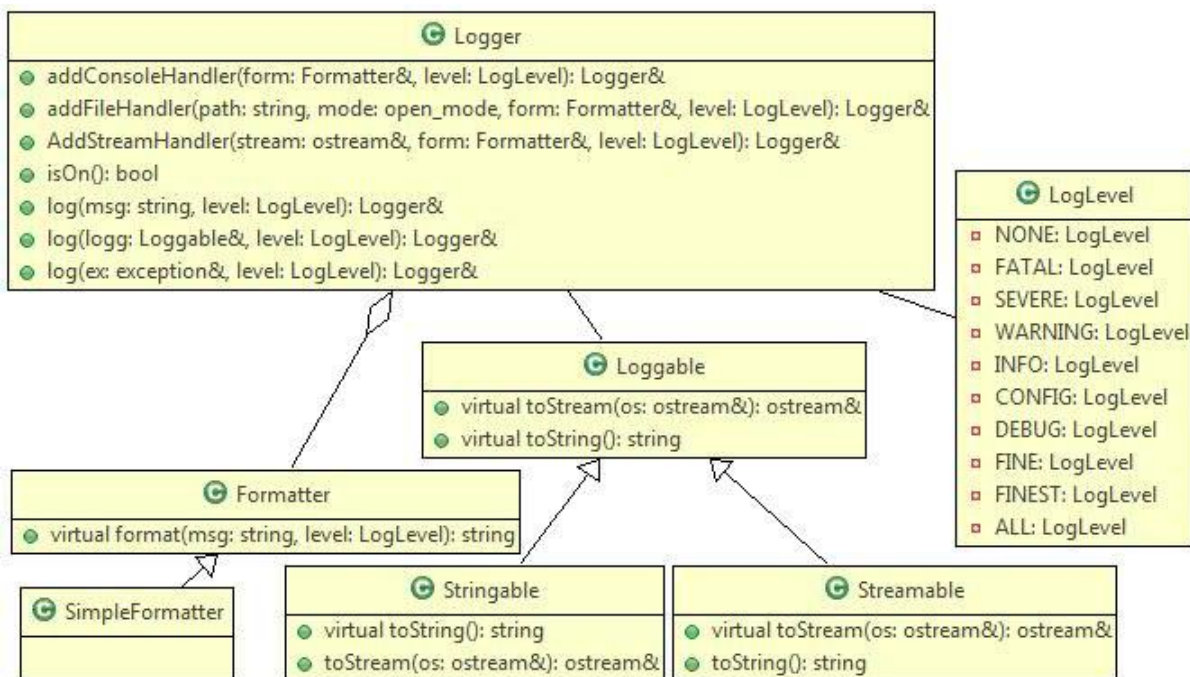 C Logger
addConsoleHandler(form: Formatter&, level: LogLevel): Logger&
addFileHandler(path: string, mode: open_mode, form: Formatter&, level: LogLevel): Logger&
AddStreamHandler(stream: ostream&, form: Formatter&, level: LogLevel): Logger&
isOn(): bool
log(msg: string, level: LogLevel): Logger&
log(logg: Loggable&, level: LogLevel): Logger&
log(ex: exception&, level: LogLevel): Logger&
C LogLevel
NONE: LogLevel
FATAL: LogLevel
SEVERE: LogLevel
WARNING: LogLevel
INFO: LogLevel
CONFIG: LogLevel
DEBUG: LogLevel
FINE: LogLevel
FINEST: LogLevel
ALL: LogLevel
C Loggable
virtual toStream(os: ostream&): ostream&
virtual toString(): string
C Formatter
virtual format(msg: string, level: LogLevel): string
C SimpleFormatter
C Stringable
virtual toString(): string
toStream(os: ostream&): ostream&
C Streamable
virtual toStream(os: ostream&): ostream&
toString(): string